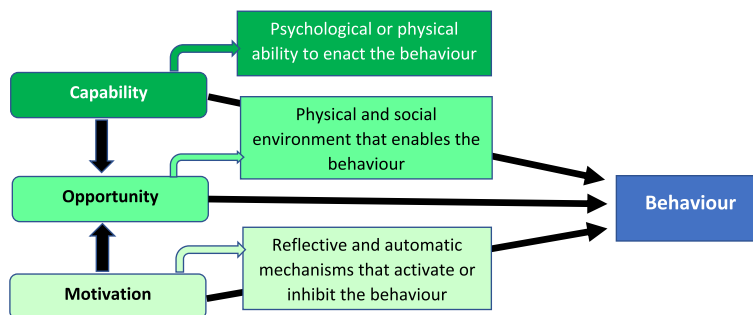 Psychological or physical
ability to enact the behaviour
Capability
Physical and social
environment that enables the
behaviour
Opportunity
Behaviour
Reflective and automatic
mechanisms that activate or
inhibit the behaviour
Motivation